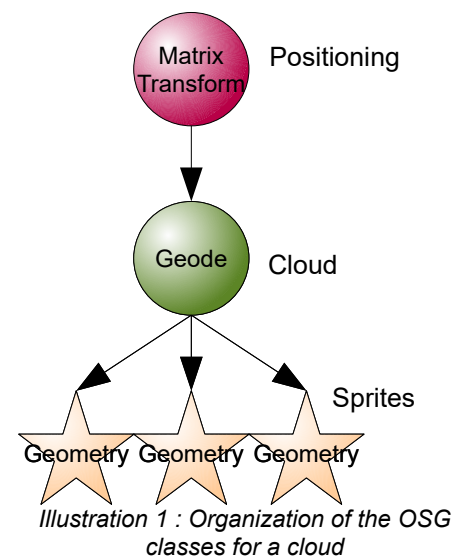 Matrix
Transform
Positioning
Geode
Cloud
Sprites
Geometry Geometry Geometry
Illustration 1 : Organization of the OSG
classes for a cloud